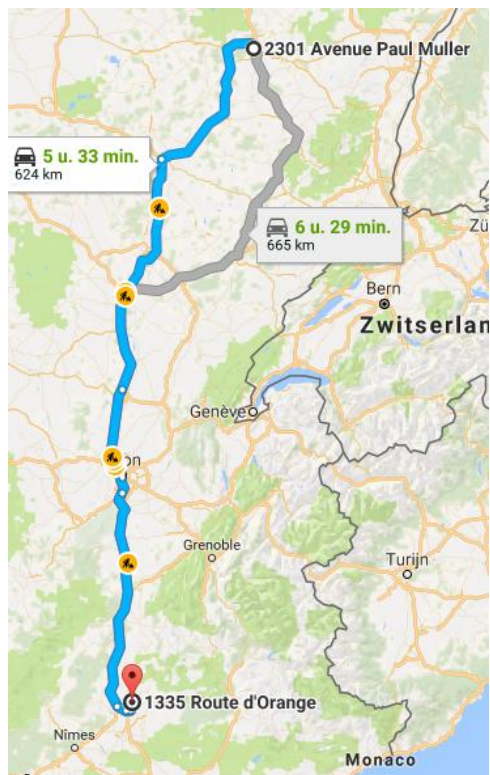 2301 Avenue Paul Muller
5 u. 33 min.
624 km
6 u. 29 min.
665 km
Zü
Bern
Zwitserlan
Genève
on
Grenoble
Turijn
1335 Route d'Orange
Nîmes
Monaco